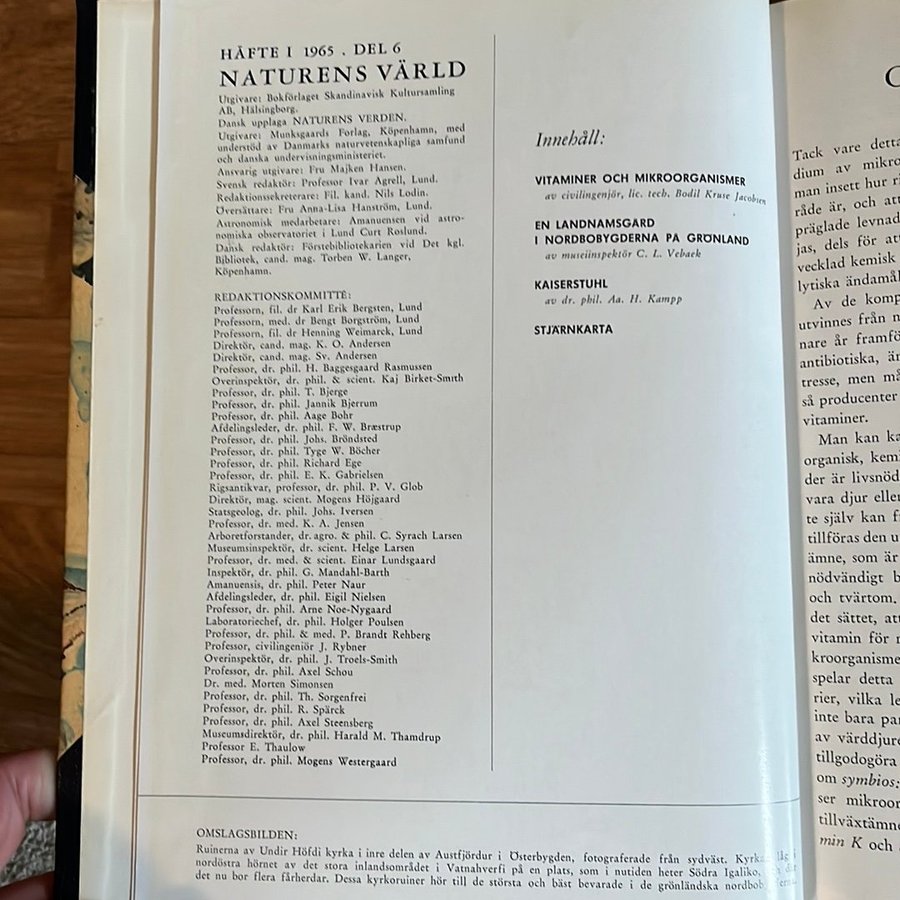 HÄFTE I 1965 . DEL 6
NATURENS VÄRLD
Utgivare: Bokförlaget Skandinavisk Kultursamling
AB, Hälsingborg.
Dansk upplaga NATURENS VERDEN.
Utgivare: Munksgaards Forlag, Köpenhamn, med
understöd av Danmarks naturvetenskapliga samfund
och danska undervisningsministeriet.
Ansvarig utgivare: Fru Majken Hansen.
Svensk redaktör: Professor Ivar Agrell, Lund.
Redaktionssekreterare: Fil. kand. Nils Lodin.
Översättare: Fru Anna-Lisa Hanström, Lund.
Astronomisk medarbetare: Amanuensen vid astro-
nomiska observatoriet i Lund Curt Roslund.
Dansk redaktör: Förstebibliotekarien vid Det kgl.
Bibliotek, cand. mag. Torben W. Langer,
Köpenhamn.
REDAKTIONSKOMMITTE:
Professorn, fil. dr Karl Erik Bergsten, Lund
Professorn, med. dr Bengt Borgström, Lund
Professorn, fil. dr Henning Weimarck, Lund
Direktör, cand. mag. K. O. Andersen
Direktör, cand. mag. Sv. Andersen
Professor, dr. phil. H. Baggesgaard Rasmussen
Overinspektör, dr. phil. & scient. Kaj Birket-Smith
Professor, dr. phil. T. Bjerge
Professor, dr. phil. Jannik Bjerrum
Professor, dr. phil. Aage Bohr
Afdelingsleder, dr. phil. F. W. Bræstrup
Professor, dr. phil. Johs. Bröndsted
Professor, dr. phil. Tyge W. Böcher
Professor, dr. phil. Richard Ege
Professor, dr. phil. E. K. Gabrielsen
Rigsantikvar, professor, dr. phil. P. V. Glob
Direktör, mag. scient. Mogens Höjgaard
Statsgeolog, dr. phil. Johs. Iversen
Professor, dr. med. K. A. Jensen
Arboretforstander, dr. agro. & phil. C. Syrach Larsen
Museumsinspektör, dr. scient. Helge Larsen
Professor, dr. med. & scient. Einar Lundsgaard
Inspektör, dr. phil. G. Mandahl-Barth
Amanuensis, dr. phil. Peter Naur
Afdelingsleder, dr. phil. Eigil Nielsen
Professor, dr. phil. Arne Noe-Nygaard
Laboratoriechef, dr. phil. Holger Poulsen
Professor, dr. phil. & med. P. Brandt Rehberg
Professor, civilingeniör J. Rybner
Overinspektör, dr. phil. J. Troels-Smith
Professor, dr. phil. Axel Schou
Dr. med. Morten Simonsen
Professor, dr. phil. Th. Sorgenfrei
Professor, dr. phil. R. Spärck
Professor, dr. phil. Axel Steensberg
Museumsdirektör, dr. phil. Harald M. Thamdrup
Professor E. Thaulow
Professor, dr. phil. Mogens Westergaard
Innehåll:
VITAMINER OCH MIKROORGANISMER
av civilingenjör, lic. tech. Bodil Kruse Jacobsen
EN LANDNAMSGARD
I NORDBOBYGDERNA PA GRÖNLAND
av museiinspektör C. L. Vebaek
KAISERSTUHL
av dr. phil. Aa. H. Kampp
STJÄRNKARTA
OMSLAGSBILDEN:
Ruinerna av Undir Höfdi kyrka i inre delen av Austfjördur i Österbygden, fotograferade från sydväst.
nordöstra hörnet av det stora inlandsområdet i Vatnahverfi på en plats, som i nutiden heter Södra Igaliko,
det nu bor flera fårherdar. Dessa kyrkoruiner hör till de största och bäst bevarade i de grönländska
Tack vare
dium av
man insett hur
råde är, och
präglade
jas, dels för
vecklad kemisk
lytiska
Av de
utvinnes från
nare år
antibiotiska,
tresse, men
så producenter
vitaminer.
Man kan
organisk,
der är
vara djur
te själv kan
tillföras den
ämne, som är
nödvändigt
och tvärtom.
det sättet,
vitamin för
spelar detta
rier, vilka
inte bara
av
tillgodogöra
om symbios:
ser
min K och